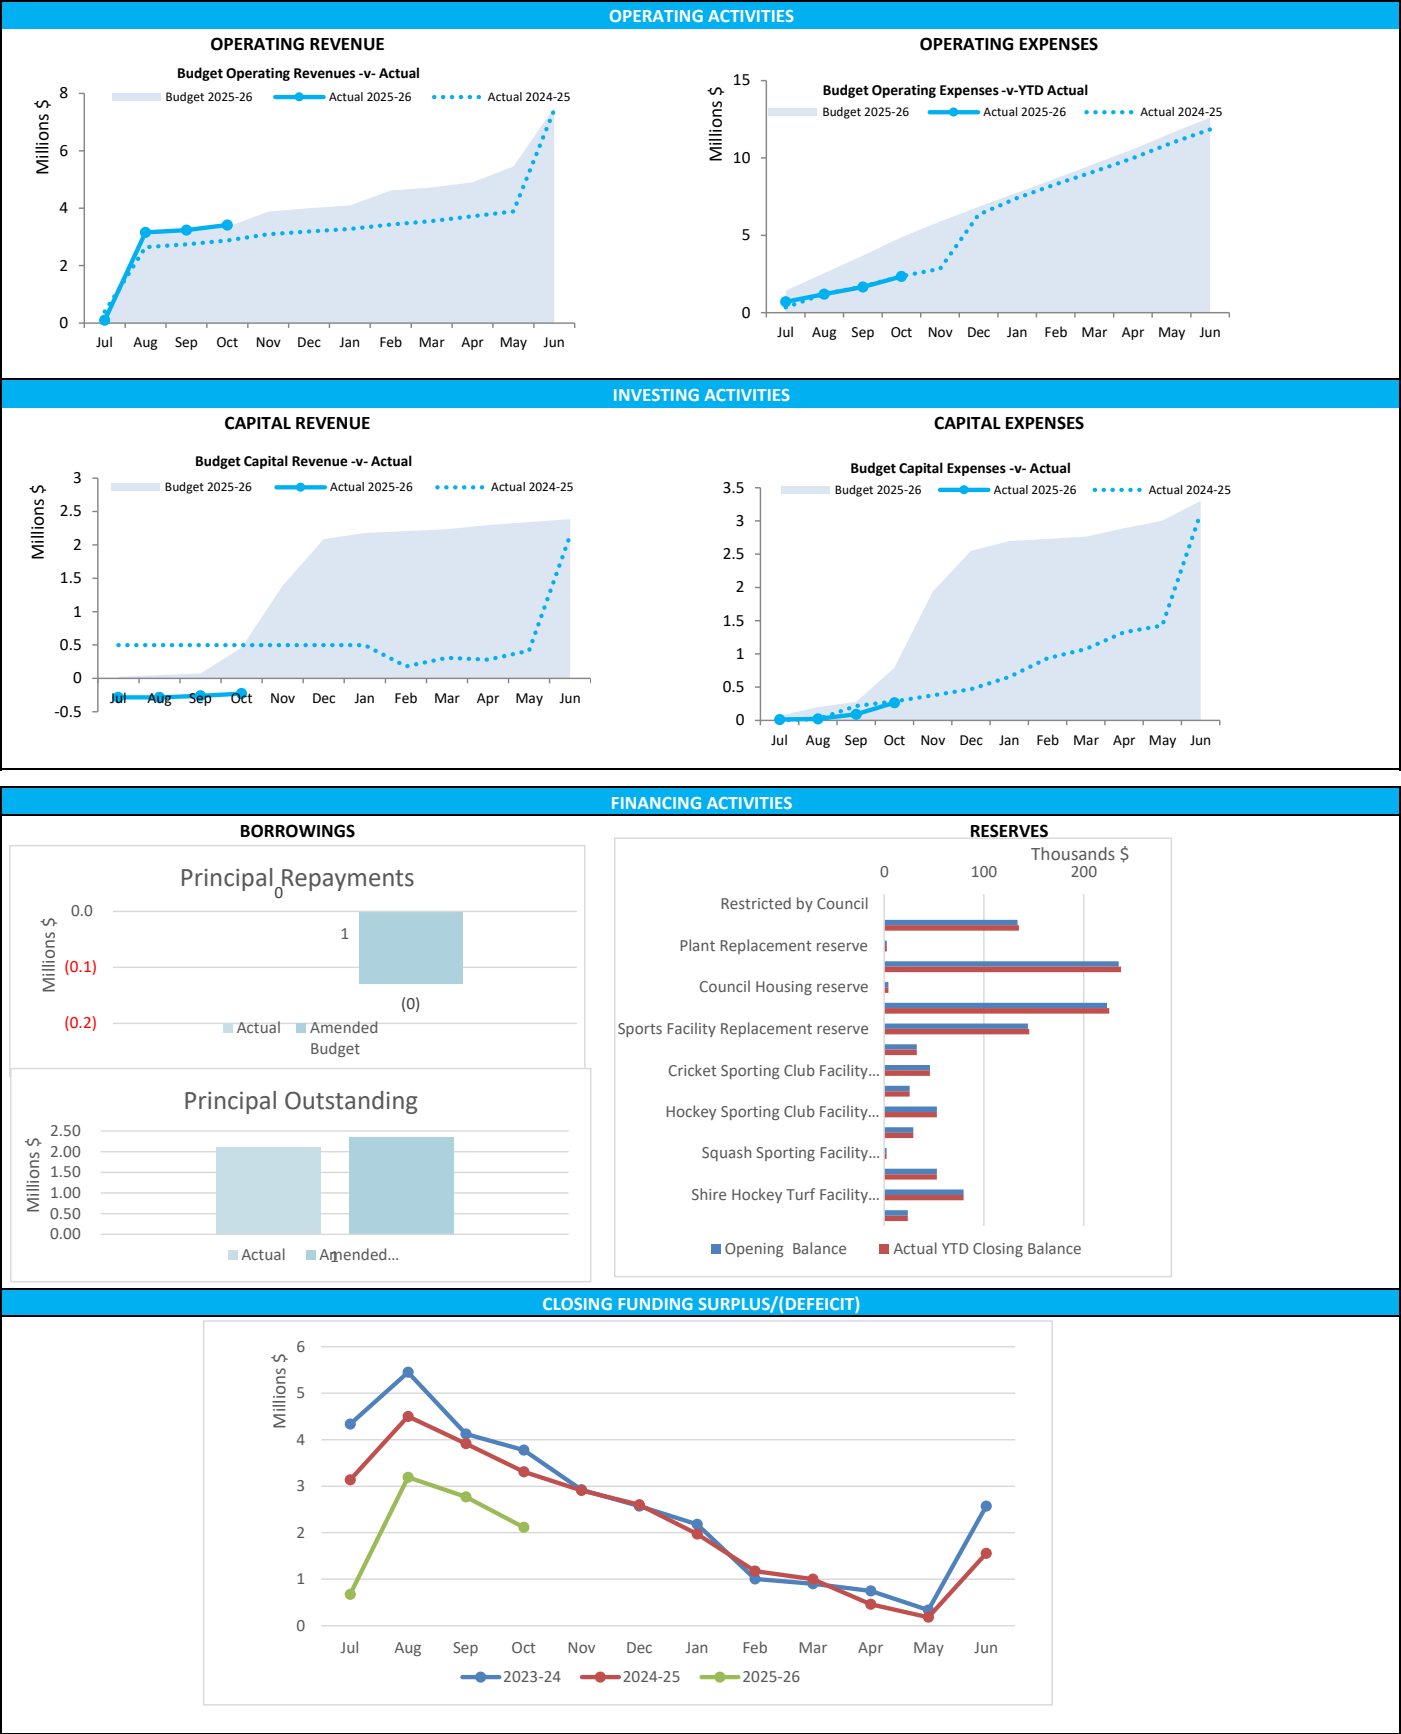 OPERATING ACTIVITIES
OPERATING REVENUE
Budget Operating Revenues -v- Actual
Budget 2025-26 Actual 2025-26 Actual 2024-25
Millions $
8
6
4
2
0
Jul Aug Sep Oct Nov Dec Jan Feb Mar Apr May Jun
OPERATING EXPENSES
Budget Operating Expenses -v-YTD Actual
Budget 2025-26 Actual 2025-26 Actual 2024-25
Millions $
15
10
5
0
Jul Aug Sep Oct Nov Dec Jan Feb Mar Apr May Jun
INVESTING ACTIVITIES
CAPITAL REVENUE
Budget Capital Revenue -v- Actual
Budget 2025-26 Actual 2025-26 Actual 2024-25
Millions $
3
2.5
2
1.5
1
0.5
0
-0.5
Jul Aug Sep Oct Nov Dec Jan Feb Mar Apr May Jun
CAPITAL EXPENSES
Budget Capital Expenses -v- Actual
Budget 2025-26 Actual 2025-26 Actual 2024-25
3.5
3
2.5
2
1.5
1
0.5
0
Jul Aug Sep Oct Nov Dec Jan Feb Mar Apr May Jun
FINANCING ACTIVITIES
BORROWINGS
Principal Repayments
0
Millions $
0.0
(0.1)
(0.2)
1
(0)
Actual Amended
Budget
Principal Outstanding
Millions $
2.50
2.00
1.50
1.00
0.50
0.00
1
Actual Amended...
RESERVES
Thousands $
0 100 200
Restricted by Council
Plant Replacement reserve
Council Housing reserve
Sports Facility Replacement reserve
Cricket Sporting Club Facility...
Hockey Sporting Club Facility...
Squash Sporting Facility...
Shire Hockey Turf Facility...
Opening Balance Actual YTD Closing Balance
CLOSING FUNDING SURPLUS/(DEFEICIT)
Millions $
6
5
4
3
2
1
0
Jul Aug Sep Oct Nov Dec Jan Feb Mar Apr May Jun
2023-24 2024-25 2025-26